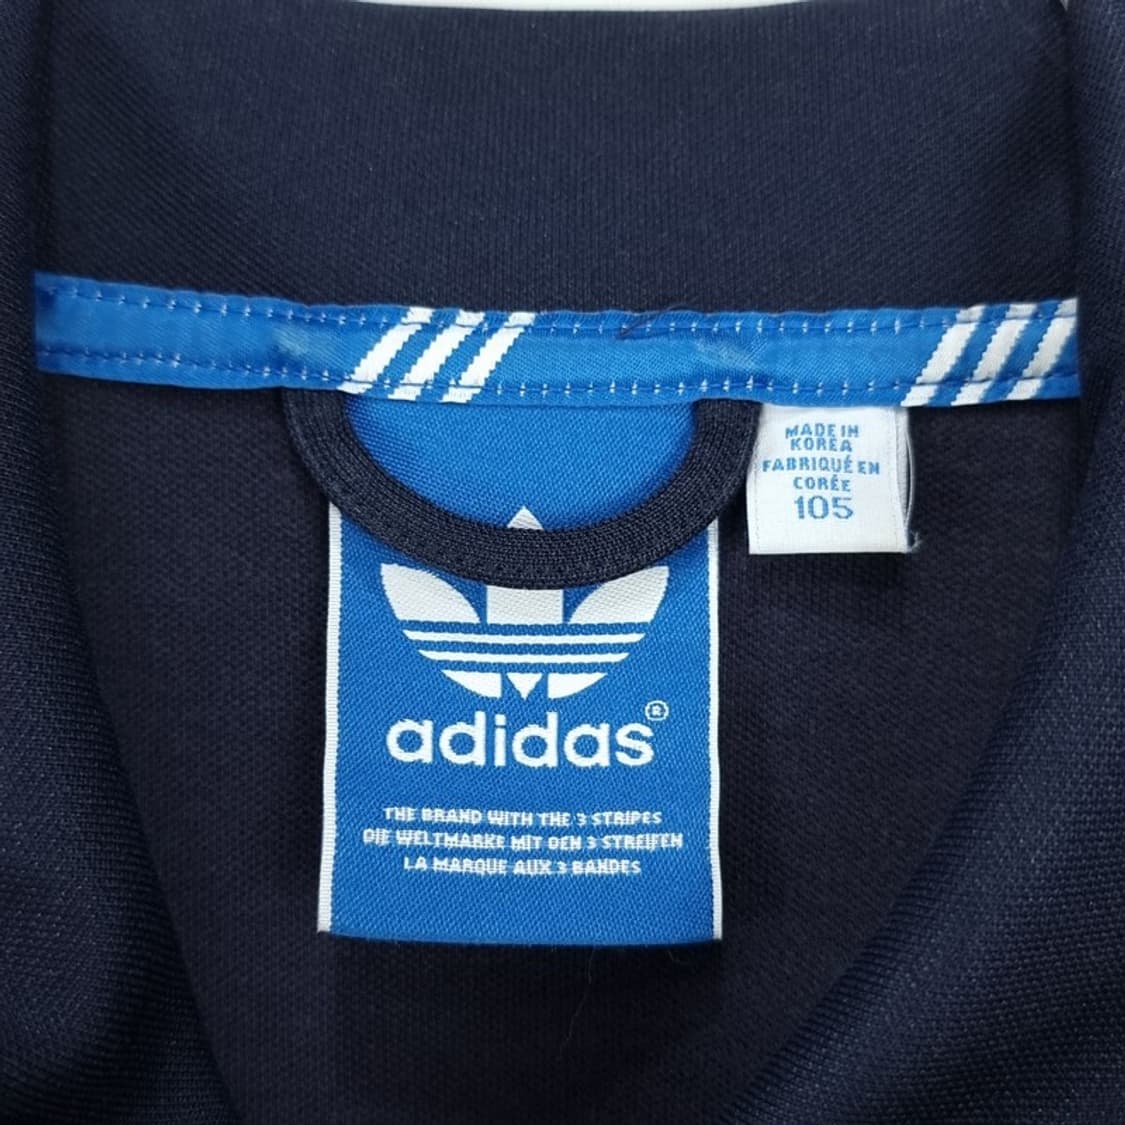 MADE IN
KOREA
FABRIQUÉ EN
CORÉE
105
adidas®
THE BRAND WITH THE 3 STRIPES
DIE WELTMARKE MIT DEN 3 STREIFEN
LA MARQUE AUX 3 BANDES